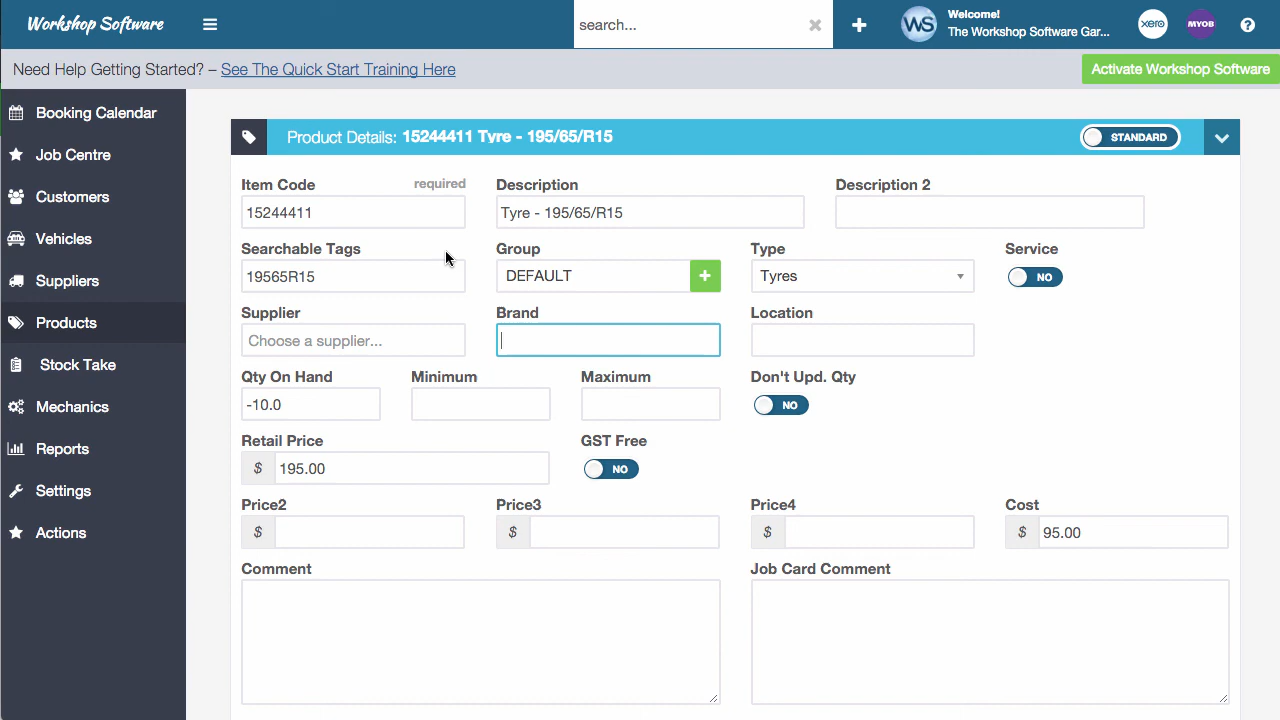 Workshop Software
search...
WS
Welcome!
The Workshop Software Gar...
xero
MYOB
?
Need Help Getting Started? – See The Quick Start Training Here
Activate Workshop Software
Booking Calendar
Job Centre
Customers
Vehicles
Suppliers
Products
Stock Take
Mechanics
Reports
Settings
Actions
Product Details: 15244411 Tyre - 195/65/R15
STANDARD
Item Code
required
Description
Description 2
15244411
Tyre - 195/65/R15
Searchable Tags
Group
Type
Service
19565R15
DEFAULT
Tyres
NO
Supplier
Brand
Location
Choose a supplier...
Qty On Hand
Minimum
Maximum
Don't Upd. Qty
-10.0
NO
Retail Price
GST Free
$ 195.00
NO
Price2
Price3
Price4
Cost
$
$
$
$ 95.00
Comment
Job Card Comment